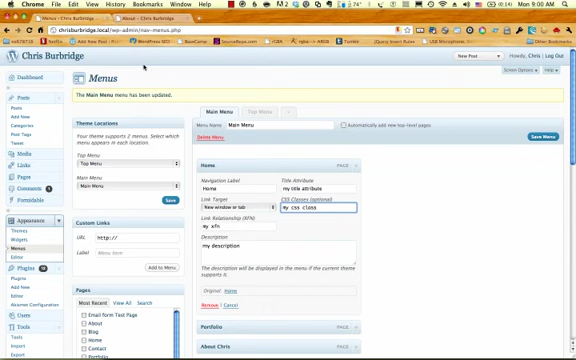 Chrome File Edit View History Bookmarks Window Help
Mon 9:00 AM
Menus ‹ Chris Burbridge
About
chrisburbridge.local/wp-admin/nav-menus.php
Other Bookmarks
Chris Burbridge
New Post
Howdy, Chris | Log Out
Screen Options
Help
Dashboard
Posts
Posts
Add New
Categories
Post Tags
Tweet
Media
Links
Pages
Comments
Formidable
Appearance
Themes
Widgets
Menus
Editor
Plugins
Plugins
Add New
Editor
Akismet Configuration
Users
Tools
Tools
Import
Export
Menus
The Main Menu menu has been updated.
Theme Locations
Your theme supports 2 menus. Select which menu appears in each location.
Top Menu
Top Menu
Main Menu
Main Menu
Save
Custom Links
URL http://
Label Menu Item
Add to Menu
Pages
Most Recent View All Search
Email form Test Page
About
Blog
Home
Contact
Portfolio
Main Menu Top Menu +
Menu Name Main Menu
Automatically add new top-level pages
Delete Menu
Save Menu
Home PAGE
Navigation Label Title Attribute
Home my title attribute
Link Target CSS Classes (optional)
New window or tab my css class
Link Relationship (XFN)
my xfn
Description
my description
The description will be displayed in the menu if the current theme supports it.
Original: Home
Remove | Cancel
Portfolio PAGE
About Chris PAGE